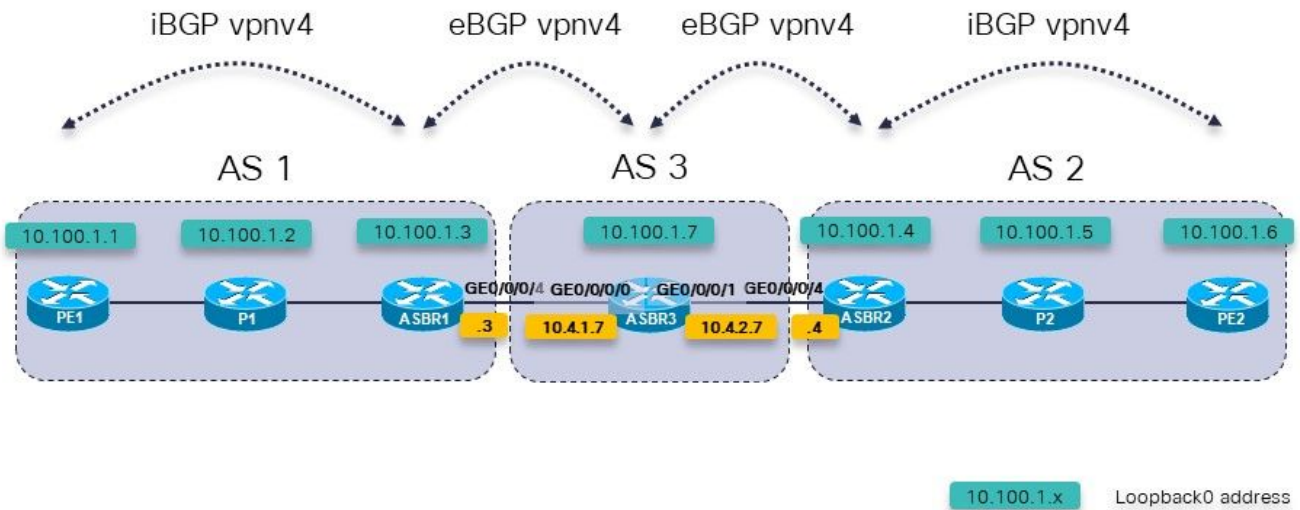 iBGP vpnv4 eBGP vpnv4 eBGP vpnv4 iBGP vpnv4
AS 1 AS 3 AS 2
10.100.1.1 10.100.1.2 10.100.1.3 10.100.1.7 10.100.1.4 10.100.1.5 10.100.1.6
GE0/0/0/4 GE0/0/0/0 GE0/0/0/1 GE0/0/0/4
PE1 P1 ASBR1 ASBR3 ASBR2 P2 PE2
.3 10.4.1.7 10.4.2.7 .4
10.100.1.x Loopback0 address